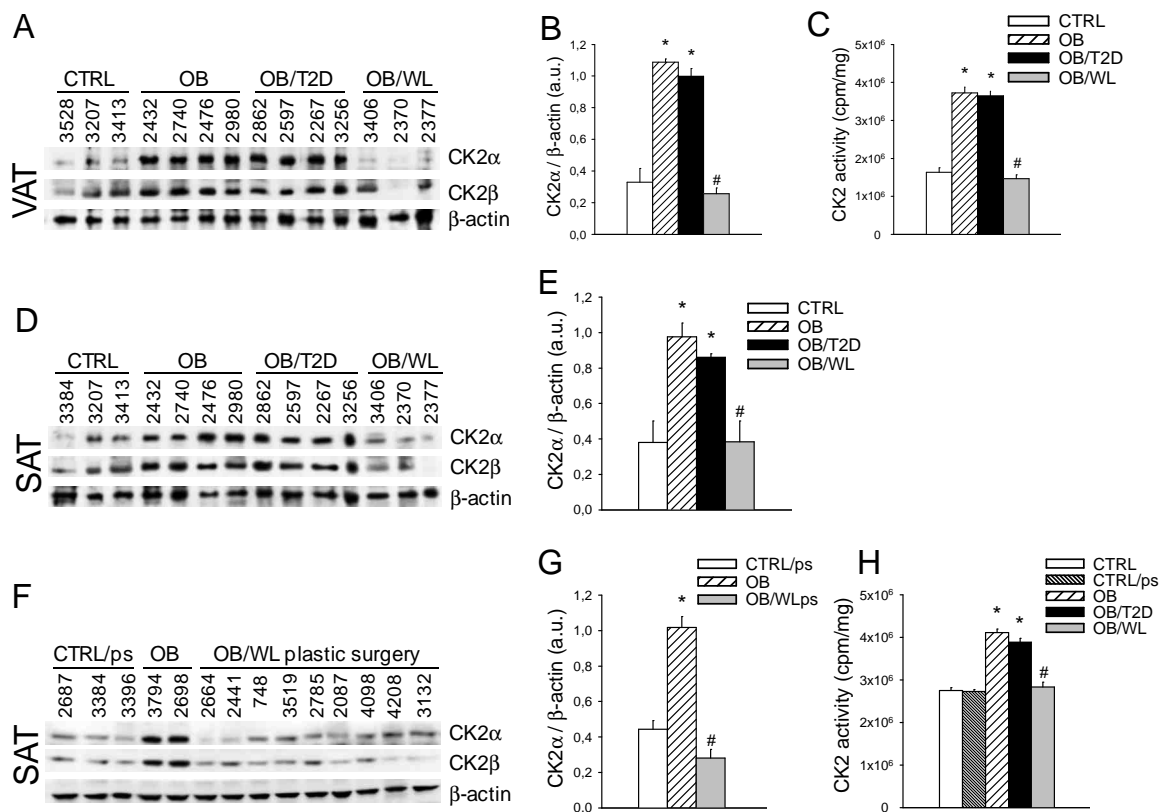 A
CTRL OB OB/T2D OB/WL
3528 3207 3413 2432 2740 2476 2980 2862 2597 2267 3256 3406 2370 2377
VAT
CK2α
CK2β
β-actin
B
CK2α / β-actin (a.u.)
1,2
1,0
0,8
0,6
0,4
0,2
0,0
* * #
C
CTRL
OB
OB/T2D
OB/WL
CK2 activity (cpm/mg)
5x10⁶
4x10⁶
3x10⁶
2x10⁶
1x10⁶
0
* * #
D
CTRL OB OB/T2D OB/WL
3384 3207 3413 2432 2740 2476 2980 2862 2597 2267 3256 3406 2370 2377
SAT
CK2α
CK2β
β-actin
E
CTRL
OB
OB/T2D
OB/WL
CK2α / β-actin (a.u.)
1,2
1,0
0,8
0,6
0,4
0,2
0,0
* * #
F
CTRL/ps OB OB/WL plastic surgery
2687 3384 3396 3794 2698 2664 2441 748 3519 2785 2087 4098 4208 3132
SAT
CK2α
CK2β
β-actin
G
CTRL/ps
OB
OB/WLps
CK2α / β-actin (a.u.)
1,2
1,0
0,8
0,6
0,4
0,2
0,0
* #
H
CTRL
CTRL/ps
OB
OB/T2D
OB/WL
CK2 activity (cpm/mg)
5x10⁶
4x10⁶
3x10⁶
2x10⁶
1x10⁶
0
* * #